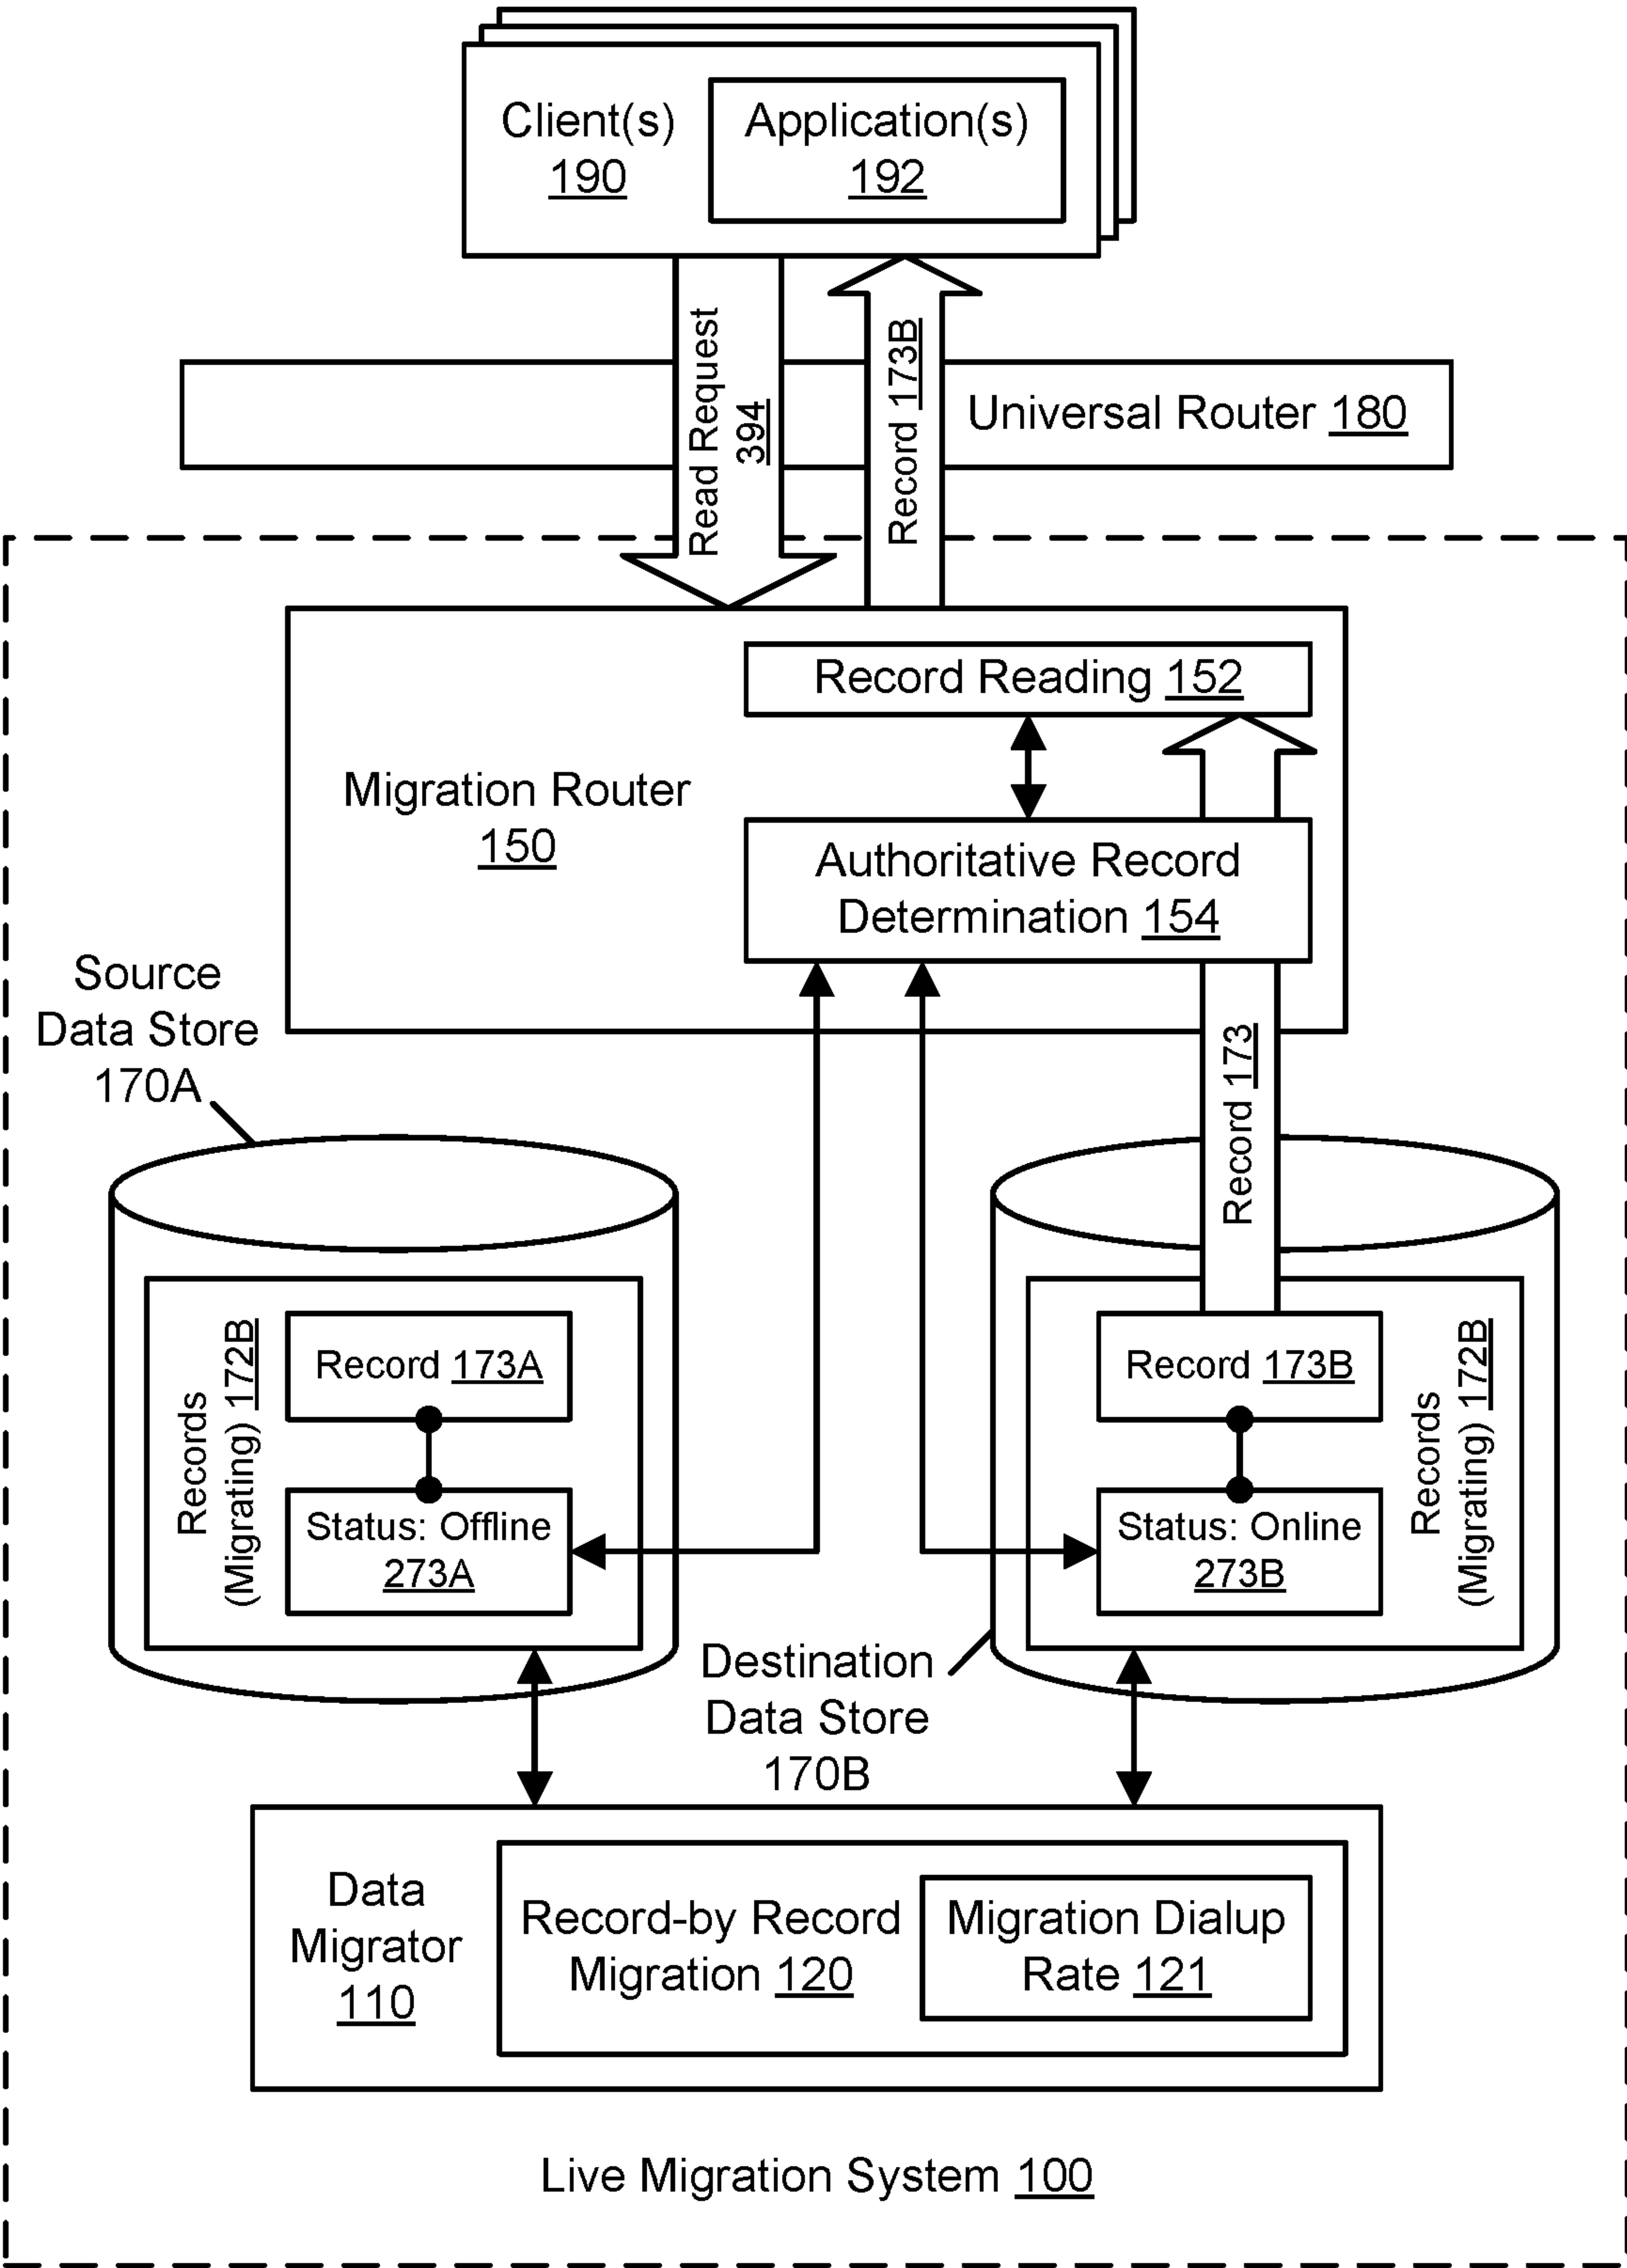 Client(s)
190
Application(s)
192
Read Request
394
Record 173B
Universal Router 180
Record Reading 152
Migration Router
150
Authoritative Record
Determination 154
Source
Data Store
170A
Record 173
Records
(Migrating) 172B
Record 173A
Status: Offline
273A
Record 173B
Status: Online
273B
Records
(Migrating) 172B
Destination
Data Store
170B
Data
Migrator
110
Record-by Record
Migration 120
Migration Dialup
Rate 121
Live Migration System 100